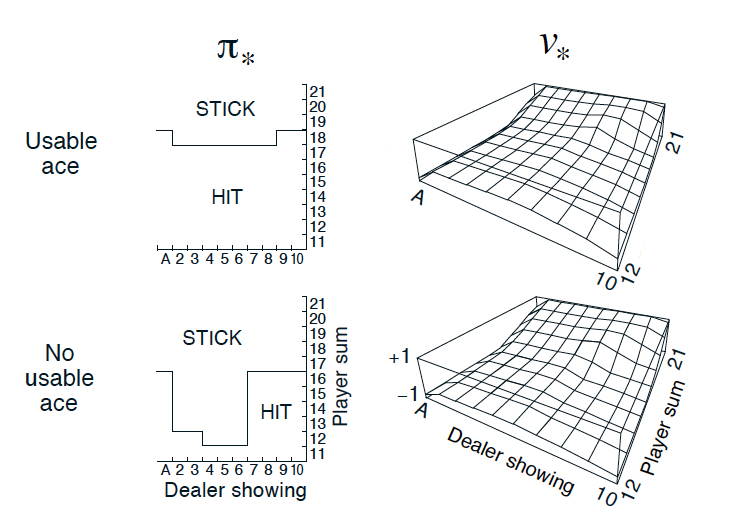 π* v*
Usable
ace
STICK
HIT
21
20
19
18
17
16
15
14
13
12
11
A 2 3 4 5 6 7 8 9 10
A
21
10 12
No
usable
ace
STICK
HIT
21
20
19
18
17
16
15
14
13
12
11
Player sum
A 2 3 4 5 6 7 8 9 10
Dealer showing
+1
−1
A
Dealer showing
10 12
Player sum
21